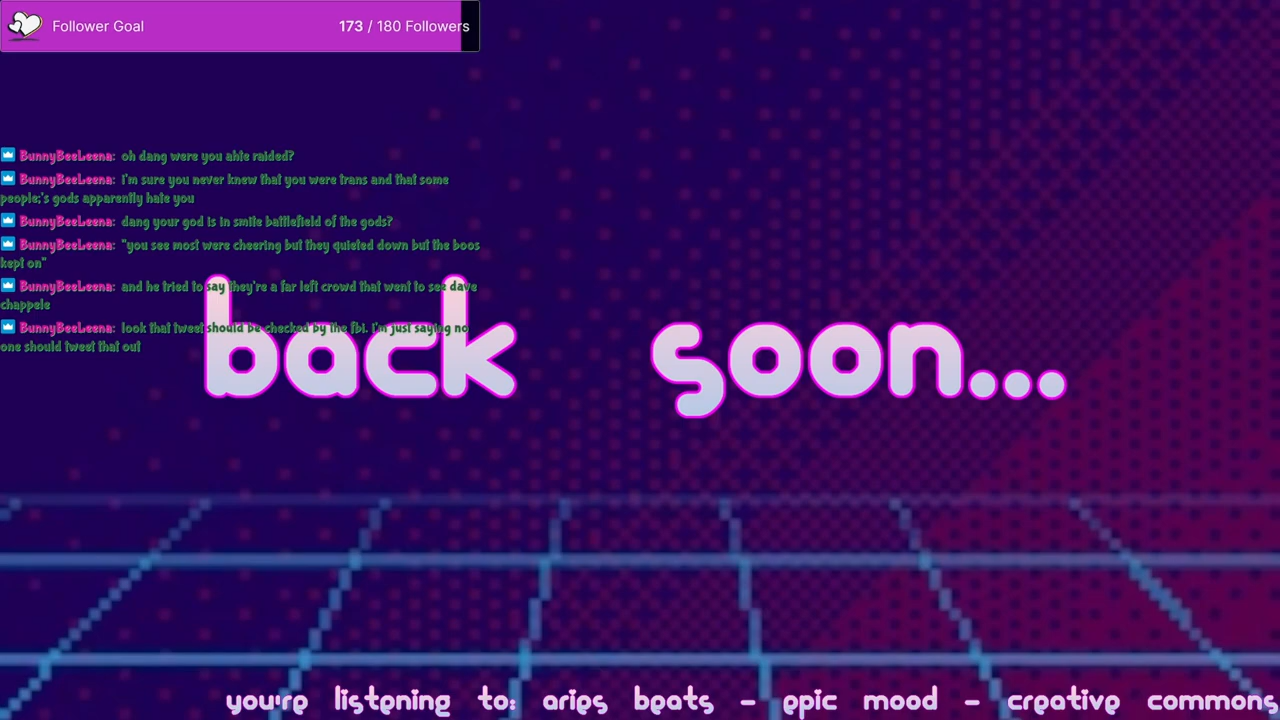 Follower Goal 173 / 180 Followers
BunnyBeeLeena: oh dang were you ahte raided?
BunnyBeeLeena: i'm sure you never knew that you were trans and that some
people;'s gods apparently hate you
BunnyBeeLeena: dang your god is in smite battlefield of the gods?
BunnyBeeLeena: "you see most were cheering but they quieted down but the boos
kept on"
BunnyBeeLeena: and he tried to say they're a far left crowd that went to see dave
chappele
BunnyBeeLeena: look that tweet should be checked by the fbi. i'm just saying no
one should tweet that out
back soon...
you're listening to: aries beats - epic mood - creative commons